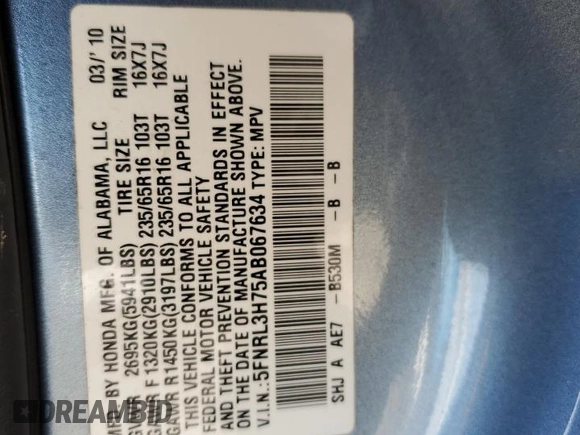 MFD BY HONDA MFG. OF ALABAMA, LLC 03/'10
GVWR 2695KG(5941LBS) TIRE SIZE RIM SIZE
GAWR F 1320KG(2910LBS) 235/65R16 103T 16X7J
GAWR R1450KG(3197LBS) 235/65R16 103T 16X7J
THIS VEHICLE CONFORMS TO ALL APPLICABLE
FEDERAL MOTOR VEHICLE SAFETY
AND THEFT PREVENTION STANDARDS IN EFFECT
ON THE DATE OF MANUFACTURE SHOWN ABOVE.
V.I.N.:5FNRL3H75AB067634 TYPE: MPV
SHJ A AE7 -B530M -B -B
DREAMBID